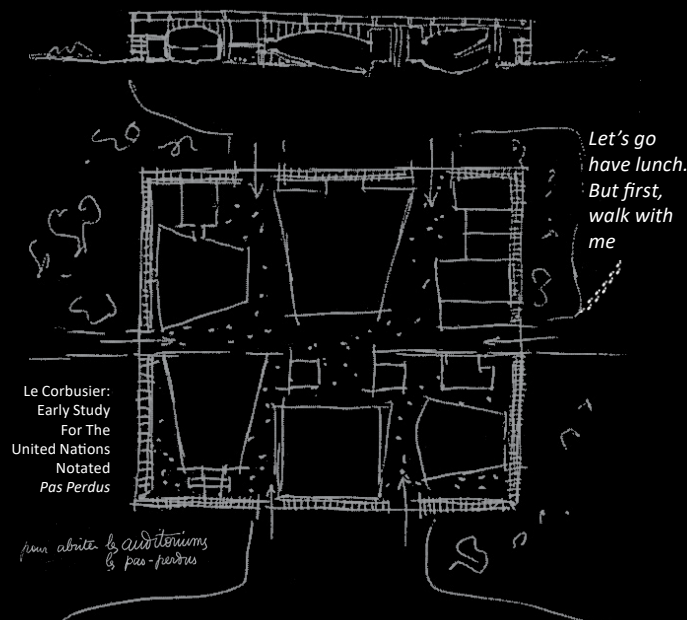 Let's go
have lunch.
But first,
walk with
me
Le Corbusier:
Early Study
For The
United Nations
Notated
Pas Perdus
pour abriter les auditoriums
les pas-perdus